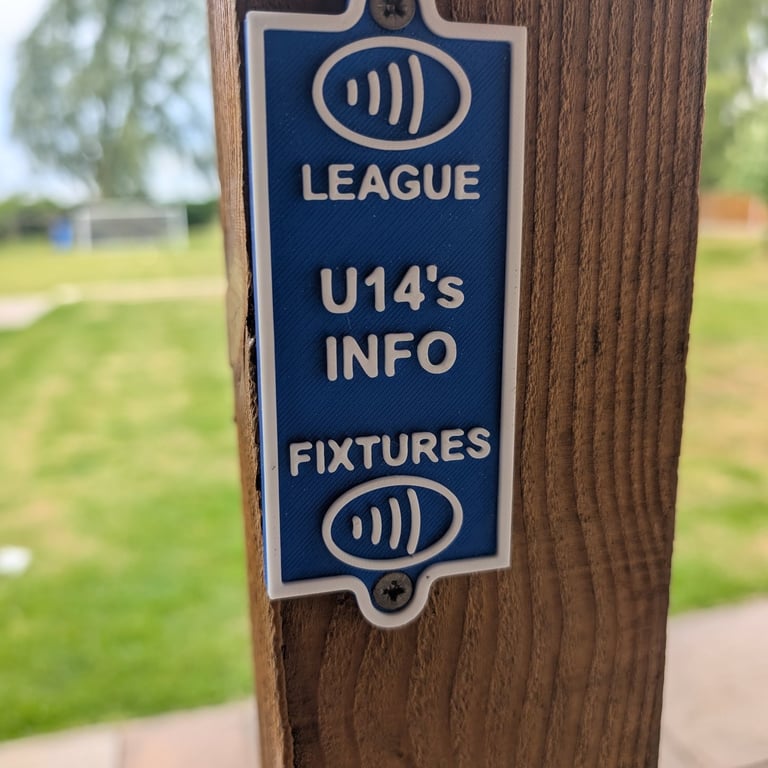 LEAGUE
U14's
INFO
FIXTURES